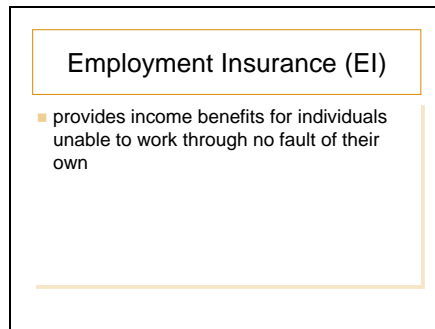 Employment Insurance (EI)
provides income benefits for individuals
unable to work through no fault of their
own